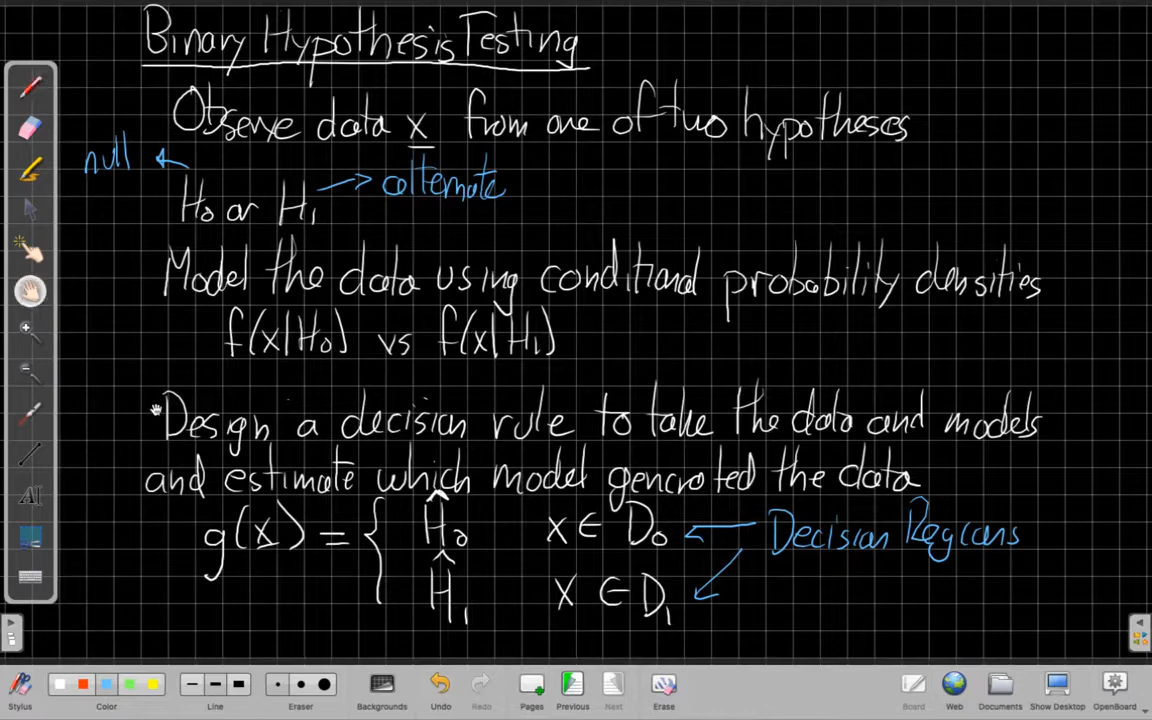 Binary Hypothesis Testing
Observe data x from one of two hypotheses
null
alternate
H₀ or H₁
Model the data using conditional probability densities
f(x|H₀) vs f(x|H₁)
Design a decision rule to take the data and models
and estimate which model generated the data
g(x) = { Ĥ₀ x ∈ D₀ Decision Regions
Ĥ₁ x ∈ D₁
AI
Stylus Color Line Eraser Backgrounds Undo Redo Pages Previous Next Erase Board Web Documents Show Desktop OpenBoard